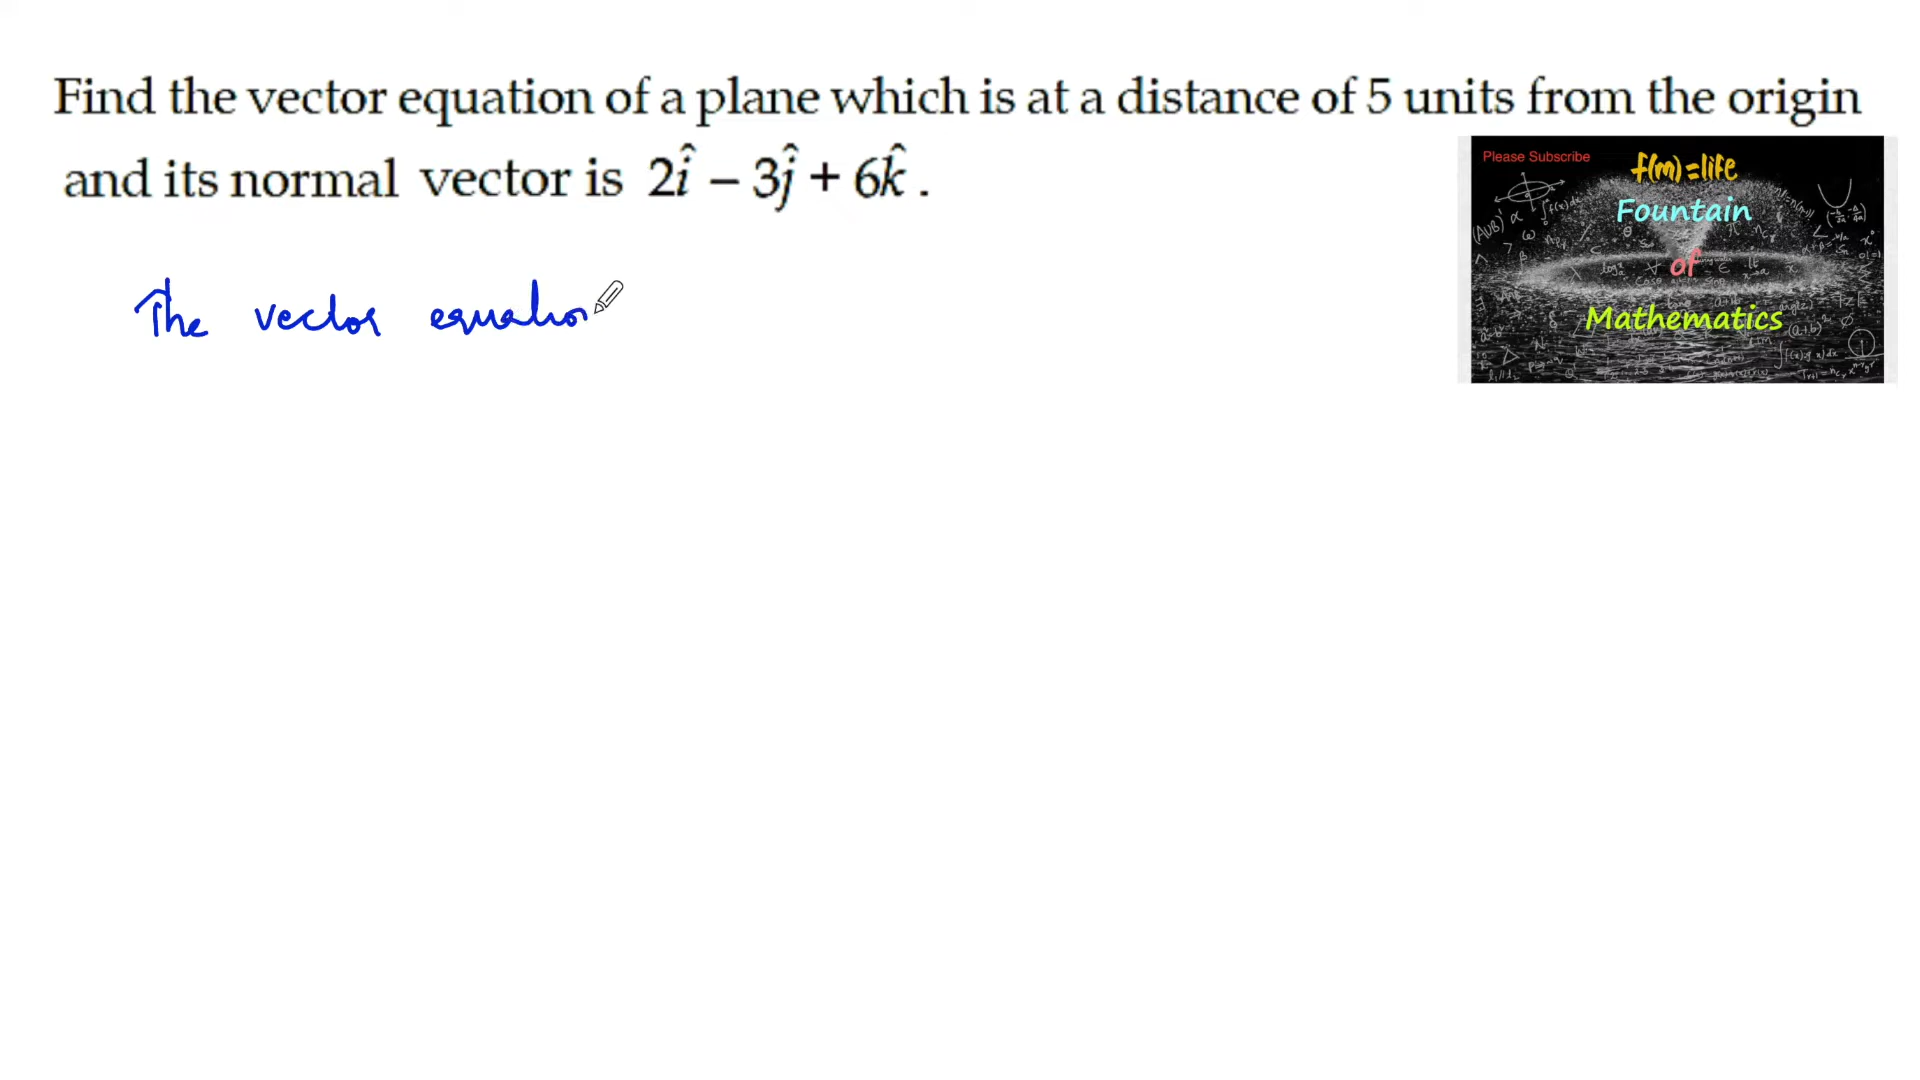 Find the vector equation of a plane which is at a distance of 5 units from the origin
and its normal vector is 2î − 3ĵ + 6k̂ .
Please Subscribe
f(m)=life
Fountain
of
Mathematics
The vector equation